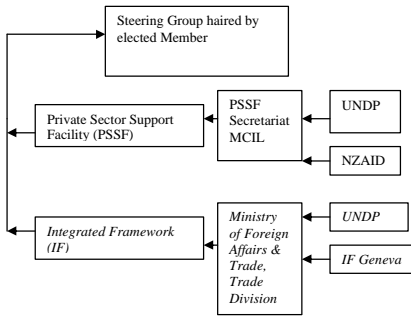 Steering Group haired by
elected Member
Private Sector Support
Facility (PSSF)
PSSF
Secretariat
MCIL
UNDP
NZAID
Integrated Framework
(IF)
Ministry
of Foreign
Affairs &
Trade,
Trade
Division
UNDP
IF Geneva